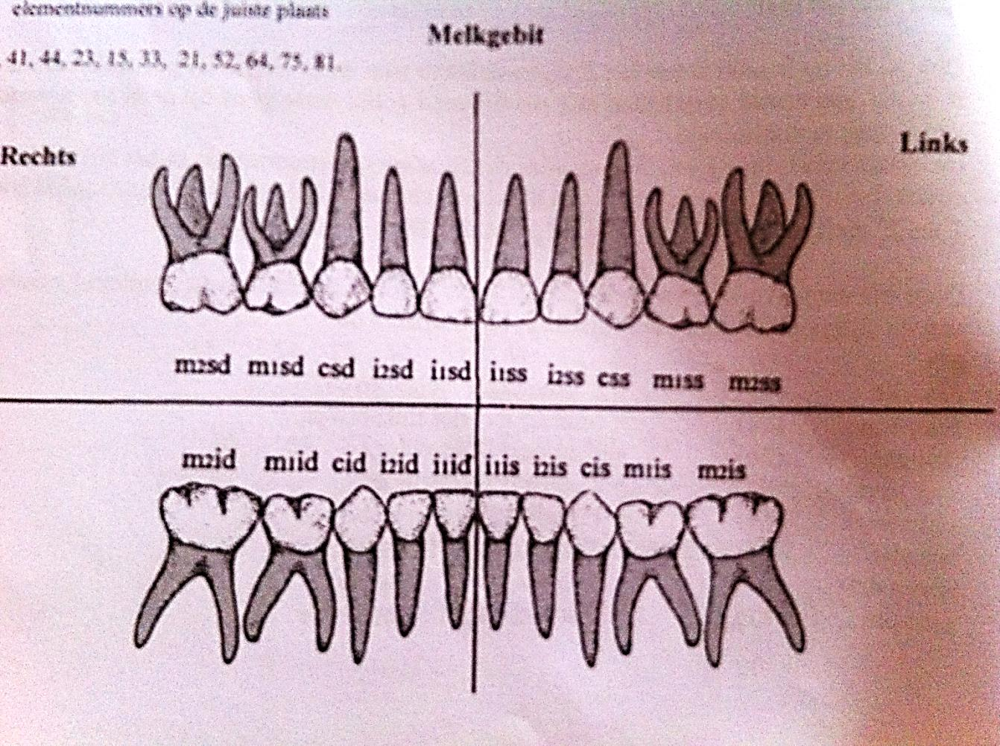 elementnummers op de juiste plaats
Melkgebit
41, 44, 23, 15, 33, 21, 52, 64, 75, 81.
Rechts
Links
m2sd m1sd csd i2sd i1sd i1ss i2ss css m1ss m2ss
m2id m1id cid i2id i1id i1is i2is cis m1is m2is